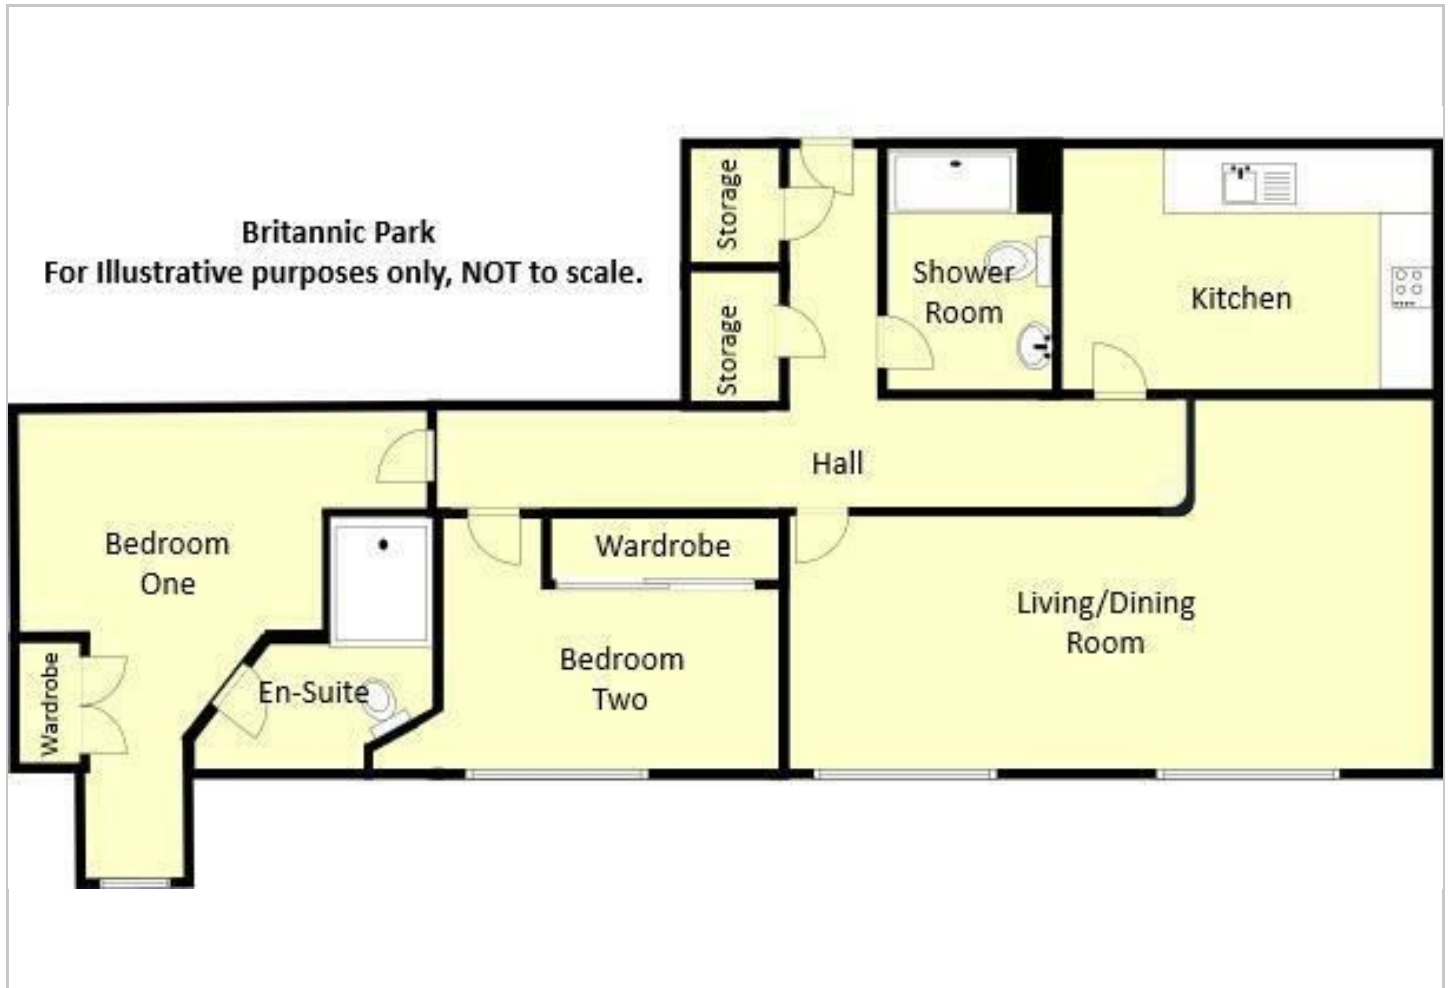 Britannic Park
For Illustrative purposes only, NOT to scale.
Storage
Storage
Shower
Room
Kitchen
Hall
Bedroom
One
Wardrobe
En-Suite
Wardrobe
Bedroom
Two
Living/Dining
Room